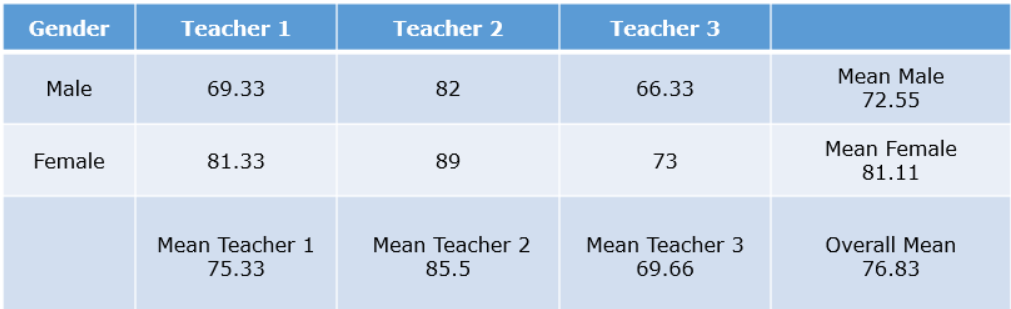 Gender Teacher 1 Teacher 2 Teacher 3
Male 69.33 82 66.33 Mean Male
72.55
Female 81.33 89 73 Mean Female
81.11
Mean Teacher 1 Mean Teacher 2 Mean Teacher 3 Overall Mean
75.33 85.5 69.66 76.83